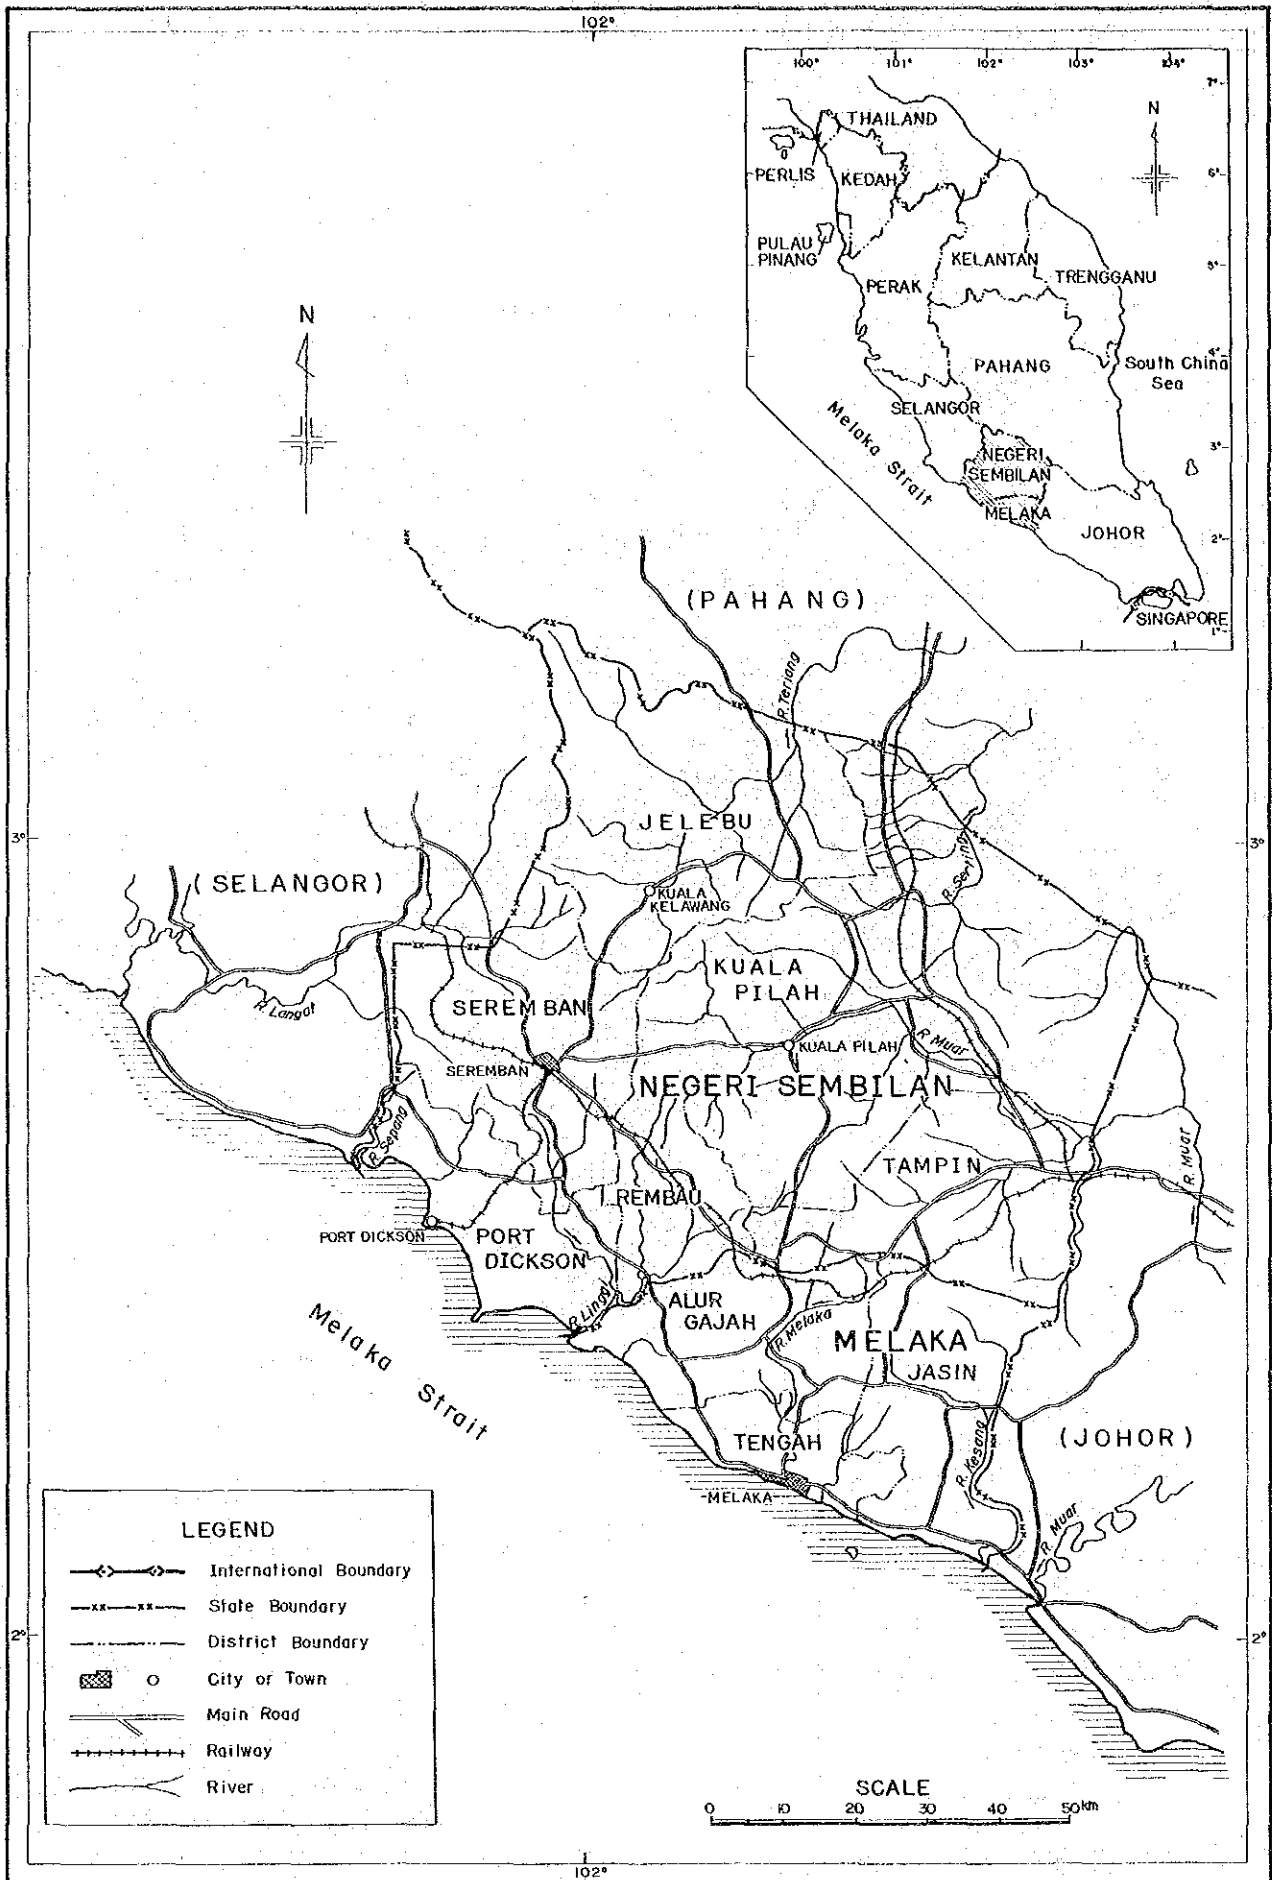 102°
100° 101° 102° 103° 104°
7°
N
THAILAND
PERLIS
KEDAH
6°
PULAU
PINANG
KELANTAN
5°
PERAK
TRENGGANU
4°
PAHANG
South China
Sea
SELANGOR
Melaka Strait
3°
NEGERI
SEMBILAN
MELAKA
JOHOR
2°
SINGAPORE
1°
N
(PAHANG)
R. Teriang
JELEBU
3°
3°
R. Serting
(SELANGOR)
KUALA
KELAWANG
KUALA
PILAH
SEREMBAN
R. Langat
R. Muar
KUALA PILAH
SEREMBAN
NEGERI SEMBILAN
R. Sepang
TAMPIN
R. Muar
REMBAU
PORT DICKSON
PORT
DICKSON
R. Linggi
ALUR
GAJAH
R. Melaka
MELAKA
JASIN
Melaka Strait
TENGAH
R. Kesang
(JOHOR)
MELAKA
R. Muar
LEGEND
International Boundary
State Boundary
District Boundary
City or Town
Main Road
Railway
River
2°
2°
SCALE
0 10 20 30 40 50km
102°